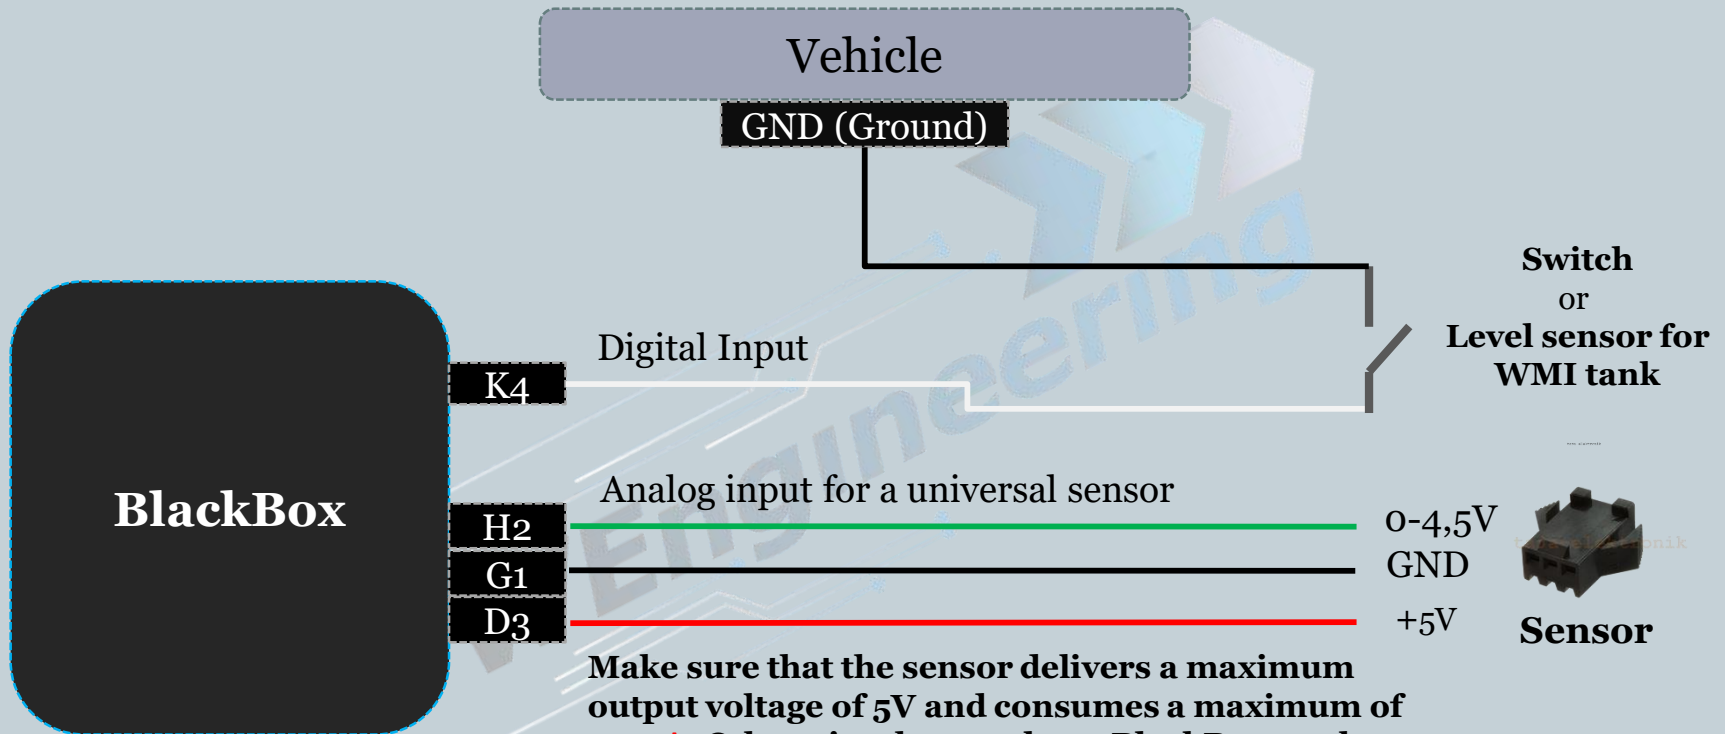 Vehicle
GND (Ground)
Switch
or
Level sensor for
WMI tank
Digital Input
K4
BlackBox
Analog input for a universal sensor
H2
0-4,5V
G1
GND
D3
+5V
Sensor
Engineering
Make sure that the sensor delivers a maximum
output voltage of 5V and consumes a maximum of